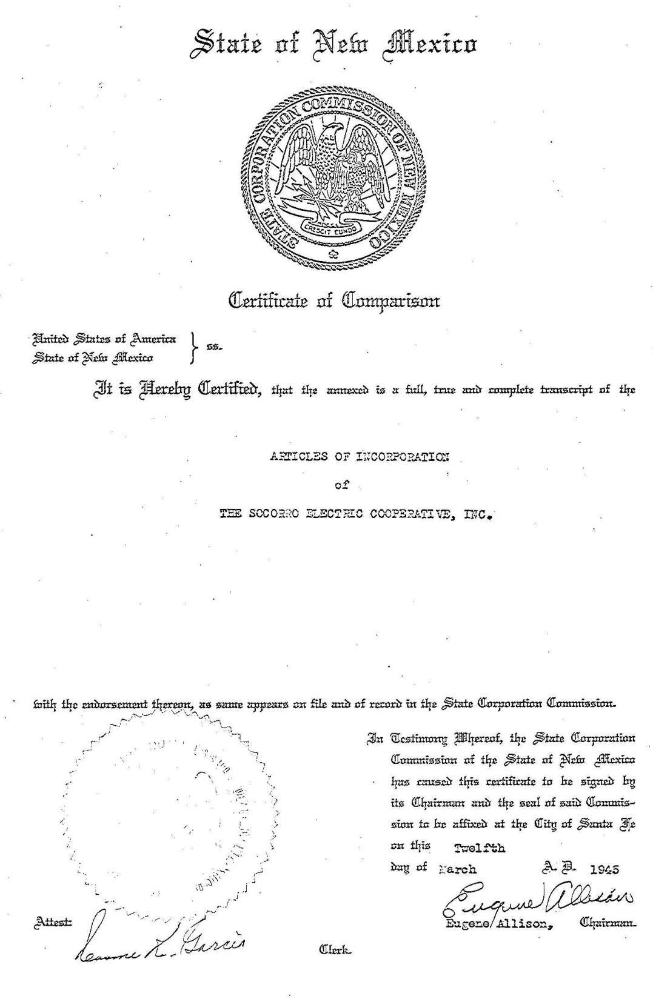 State of New Mexico
STATE CORPORATION COMMISSION OF NEW MEXICO
CRESCIT EUNDO
Certificate of Comparison
United States of America
State of New Mexico } ss.
It is Hereby Certified, that the annexed is a full, true and complete transcript of the
ARTICLES OF INCORPORATION
of
THE SOCORRO ELECTRIC COOPERATIVE, INC.
with the endorsement thereon, as same appears on file and of record in the State Corporation Commission.
In Testimony Whereof, the State Corporation
Commission of the State of New Mexico
has caused this certificate to be signed by
its Chairman and the seal of said Commis-
sion to be affixed at the City of Santa Fe
on this Twelfth
day of March A. D. 1945
Eugene Allison
Eugene Allison, Chairman.
Attest:
L. Garcia
Clerk.